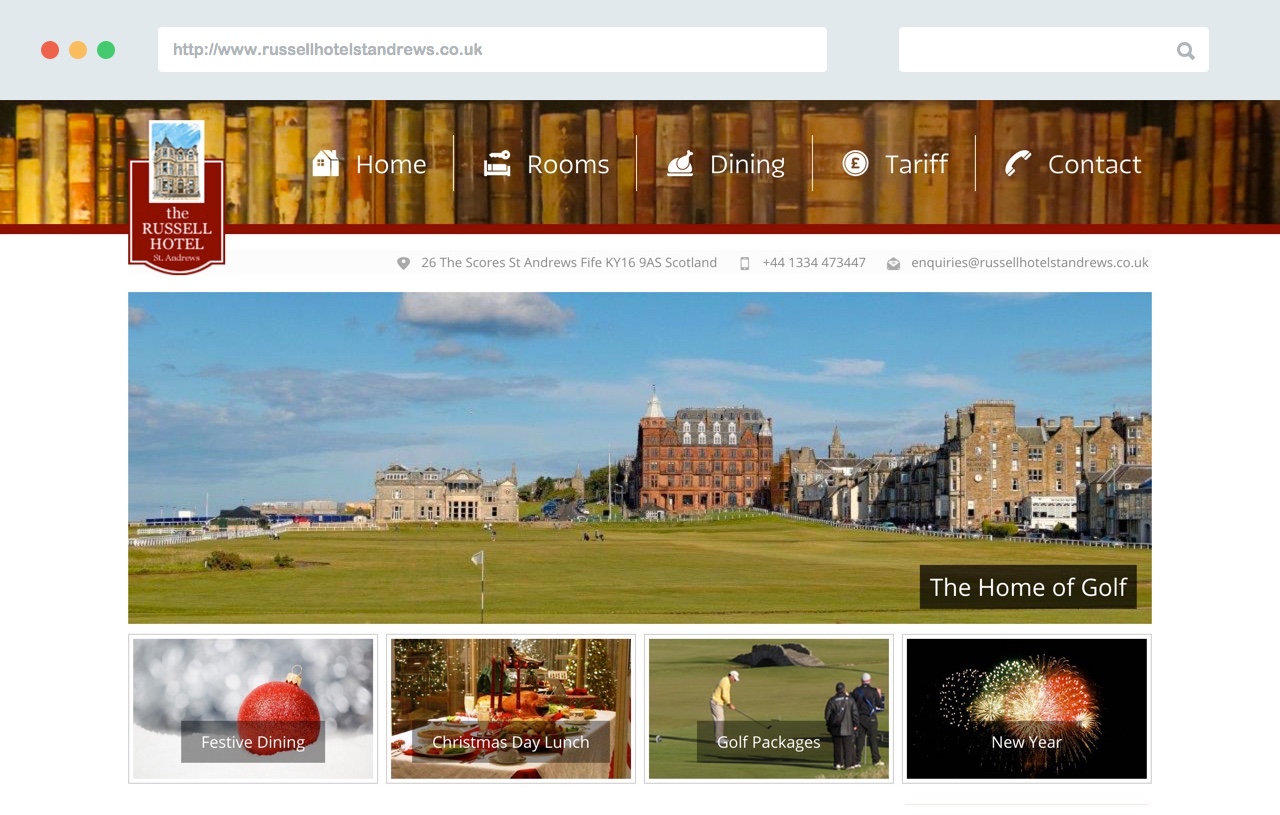 http://www.russellhotelstandrews.co.uk
the
RUSSELL
HOTEL
St. Andrews
Home Rooms Dining Tariff Contact
26 The Scores St Andrews Fife KY16 9AS Scotland +44 1334 473447 enquiries@russellhotelstandrews.co.uk
The Home of Golf
Festive Dining Christmas Day Lunch Golf Packages New Year